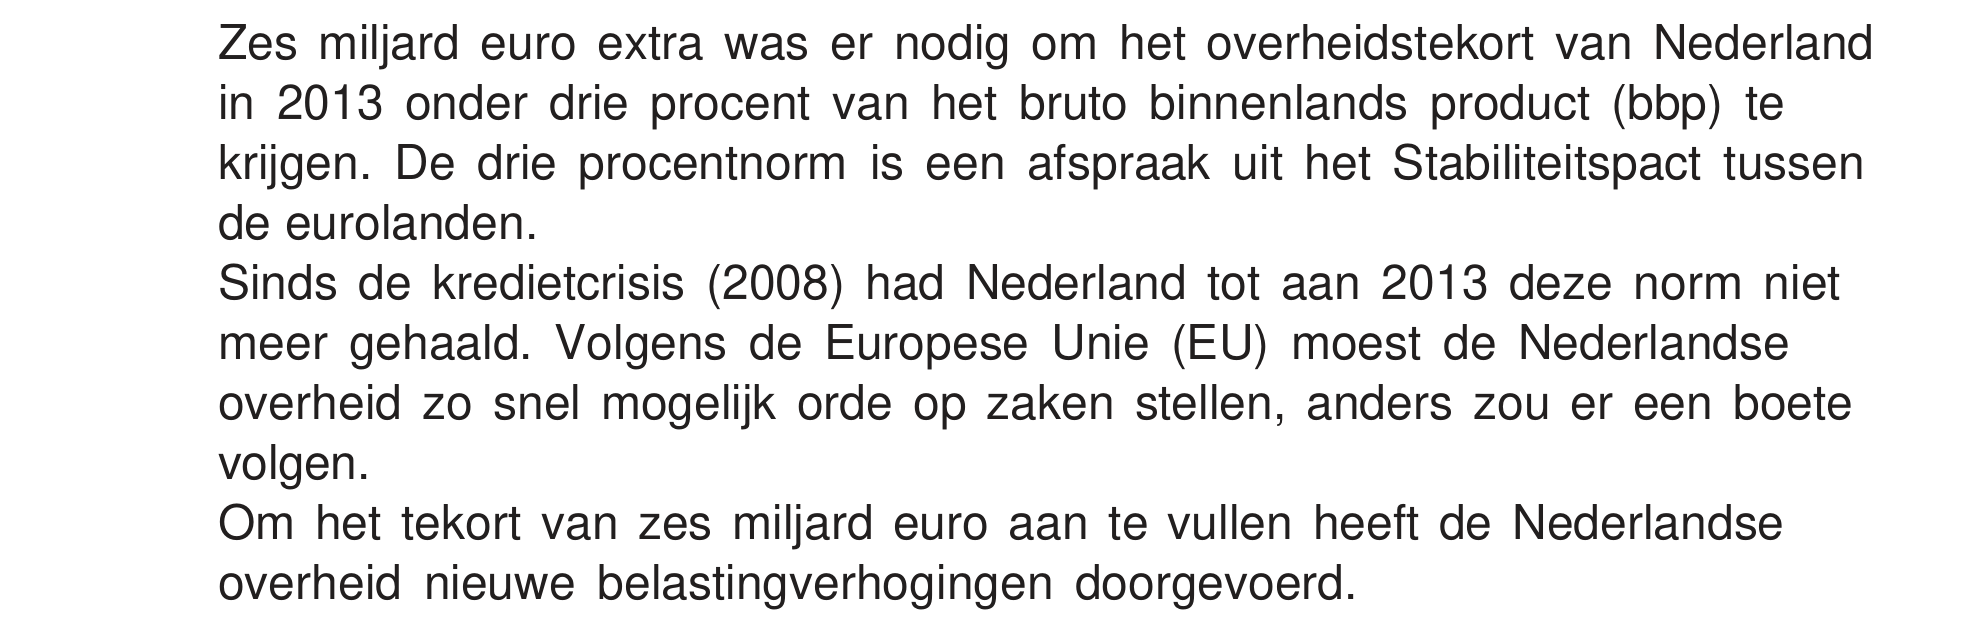 Zes miljard euro extra was er nodig om het overheidstekort van Nederland
in 2013 onder drie procent van het bruto binnenlands product (bbp) te
krijgen. De drie procentnorm is een afspraak uit het Stabiliteitspact tussen
de eurolanden.
Sinds de kredietcrisis (2008) had Nederland tot aan 2013 deze norm niet
meer gehaald. Volgens de Europese Unie (EU) moest de Nederlandse
overheid zo snel mogelijk orde op zaken stellen, anders zou er een boete
volgen.
Om het tekort van zes miljard euro aan te vullen heeft de Nederlandse
overheid nieuwe belastingverhogingen doorgevoerd.